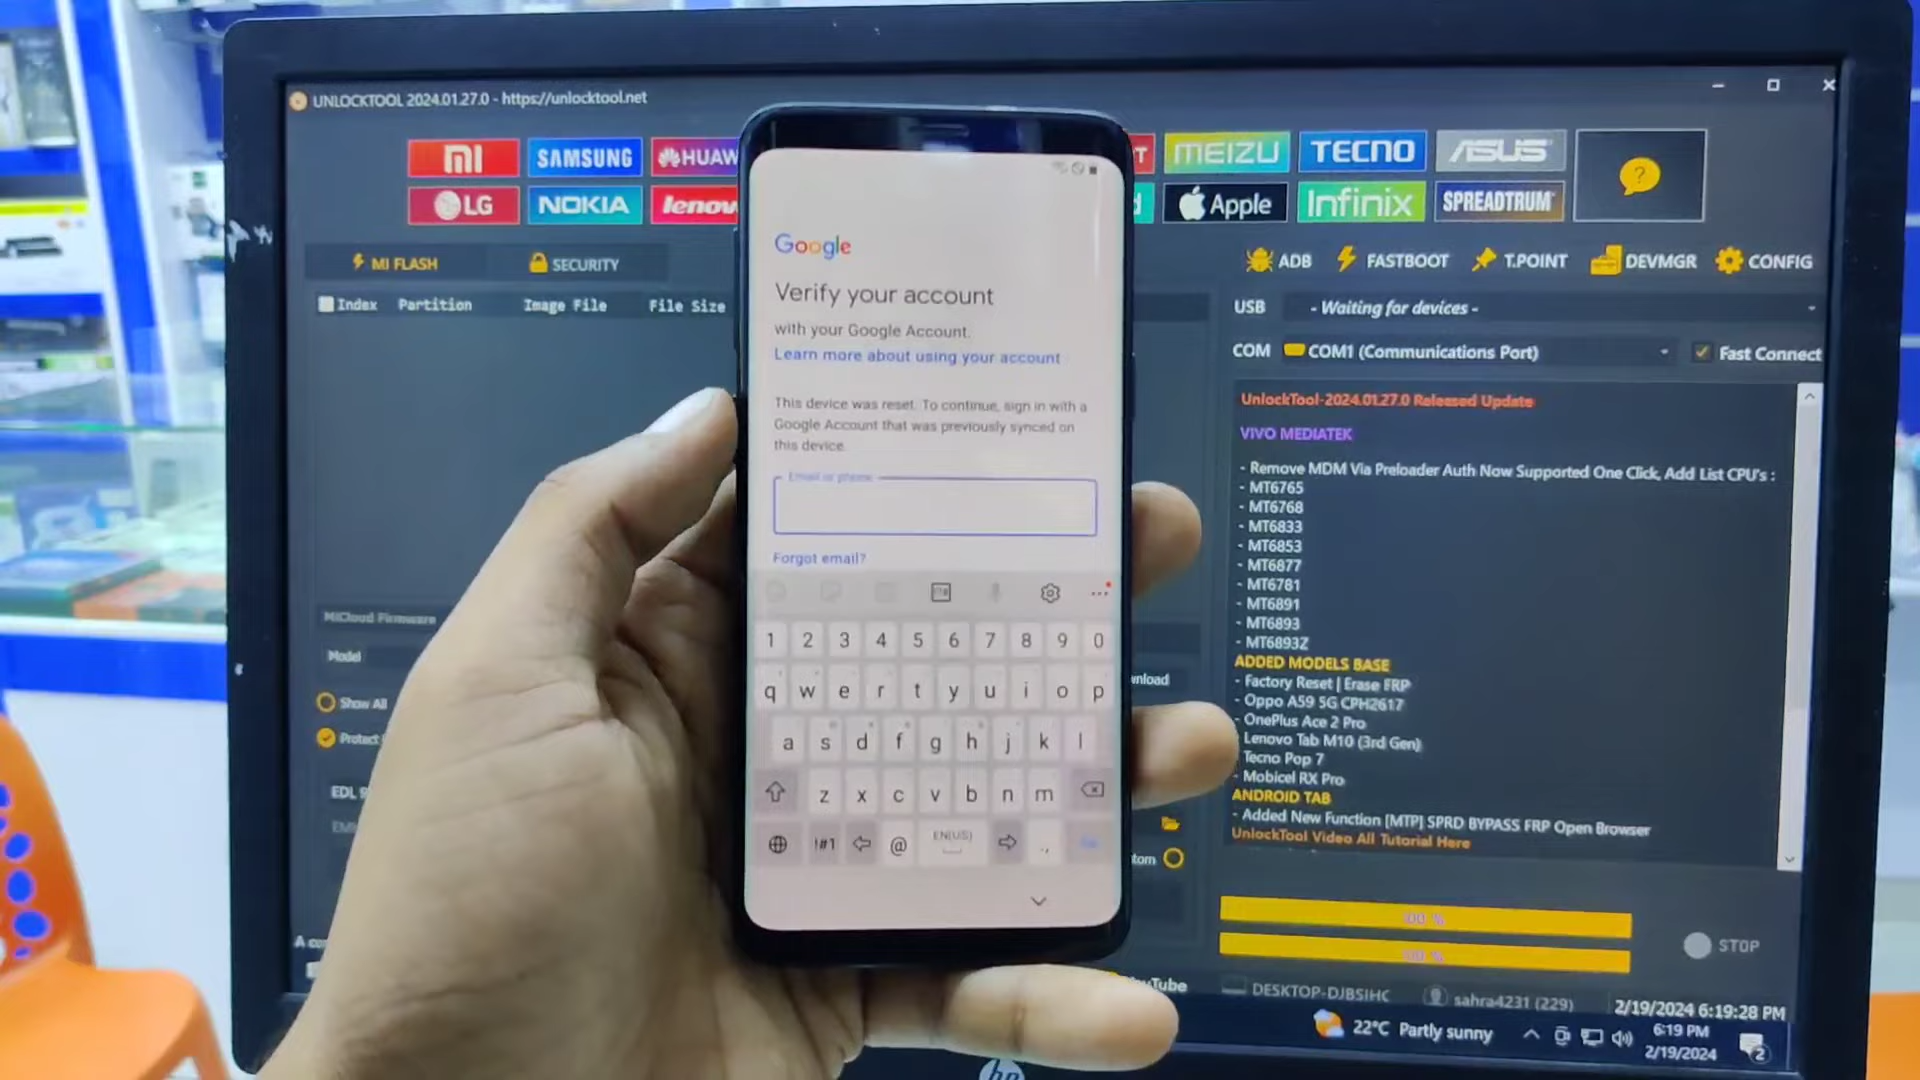 UNLOCKTOOL 2024.01.27.0 - https://unlocktool.net
MI
SAMSUNG
HUAW
T
MEIZU
TECNO
ASUS
?
LG
NOKIA
lenov
d
Apple
Infinix
SPREADTRUM
MI FLASH
SECURITY
ADB
FASTBOOT
T.POINT
DEVMGR
CONFIG
Index
Partition
Image File
File Size
USB
- Waiting for devices -
COM
COM1 (Communications Port)
Fast Connect
UnlockTool-2024.01.27.0 Released Update
VIVO MEDIATEK
- Remove MDM Via Preloader Auth Now Supported One Click, Add List CPU's :
- MT6765
- MT6768
- MT6833
- MT6853
- MT6877
- MT6781
- MT6891
- MT6893
- MT6893Z
ADDED MODELS BASE
- Factory Reset | Erase FRP
- Oppo A59 5G CPH2617
- OnePlus Ace 2 Pro
- Lenovo Tab M10 (3rd Gen)
- Tecno Pop 7
- Mobicel RX Pro
ANDROID TAB
- Added New Function [MTP] SPRD BYPASS FRP Open Browser
UnlockTool Video All Tutorial Here
Google
Verify your account
with your Google Account.
Learn more about using your account
This device was reset. To continue, sign in with a
Google Account that was previously synced on
this device.
Email or phone
Forgot email?
1 2 3 4 5 6 7 8 9 0
q w e r t y u i o p
a s d f g h j k l
z x c v b n m
!#1 @ EN(US) .,
MiCloud Firmware
Model
Show All
Protect
EDL
wnload
tom
100 %
100 %
STOP
A co
uTube
DESKTOP-DJBSIHC
sahra4231 (229)
2/19/2024 6:19:28 PM
22°C Partly sunny
6:19 PM
2/19/2024
2
hp